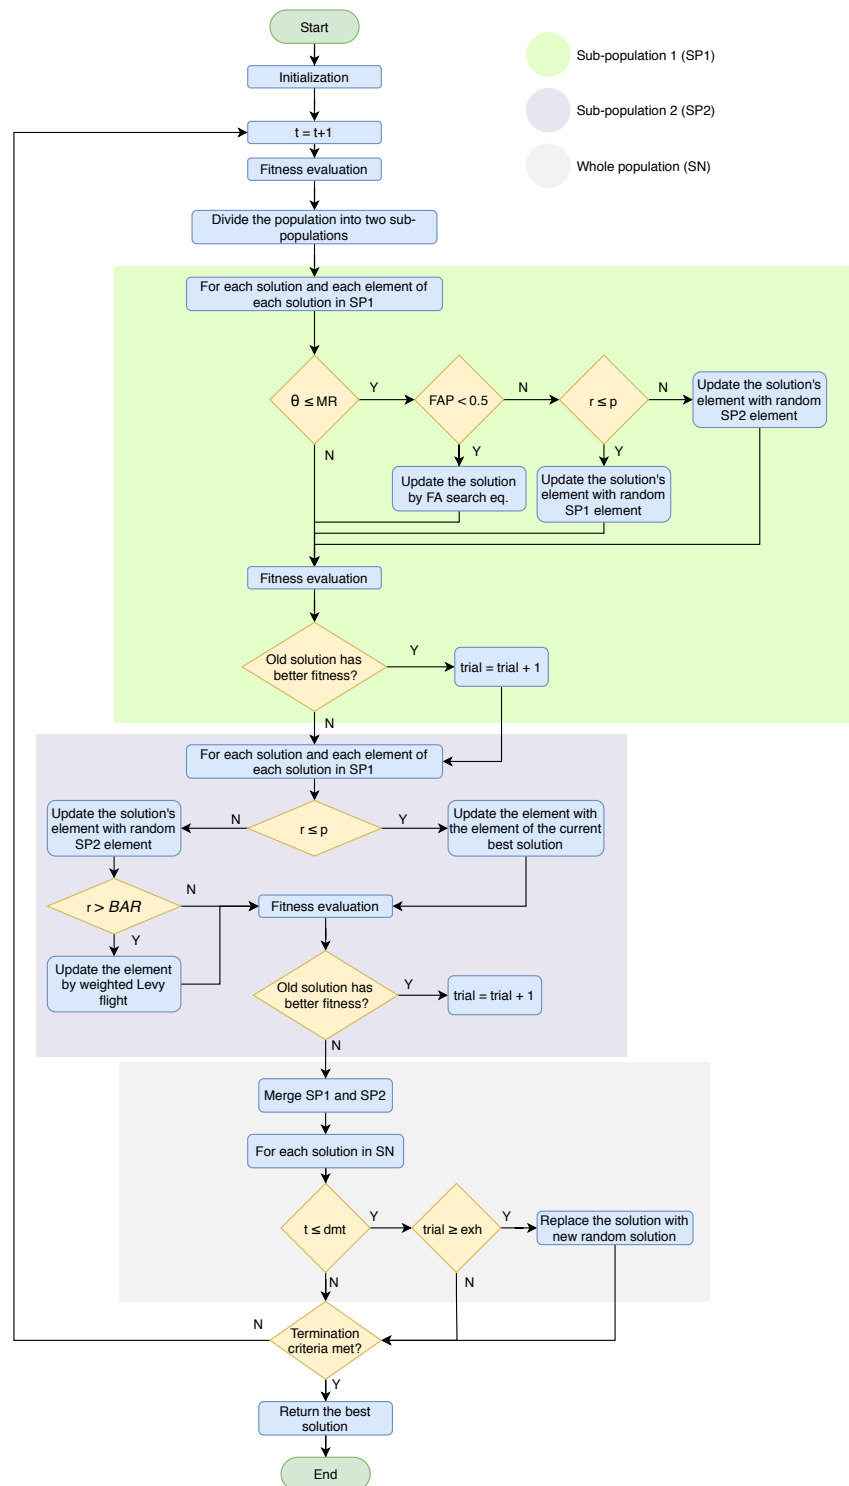 Start
Sub-population 1 (SP1)
Initialization
Sub-population 2 (SP2)
t = t+1
Whole population (SN)
Fitness evaluation
Divide the population into two sub-
populations
For each solution and each element of
each solution in SP1
θ ≤ MR
Y
FAP < 0.5
N
r ≤ p
N
Update the solution's
element with random
SP2 element
N
Y
Y
Update the solution
by FA search eq.
Update the solution's
element with random
SP1 element
Fitness evaluation
Old solution has
better fitness?
Y
trial = trial + 1
N
For each solution and each element of
each solution in SP1
Update the solution's
element with random
SP2 element
N
r ≤ p
Y
Update the element with
the element of the current
best solution
r > BAR
N
Fitness evaluation
Y
Update the element
by weighted Levy
flight
Old solution has
better fitness?
Y
trial = trial + 1
N
Merge SP1 and SP2
For each solution in SN
t ≤ dmt
Y
trial ≥ exh
Y
Replace the solution with
new random solution
N
N
N
Termination
criteria met?
Y
Return the best
solution
End